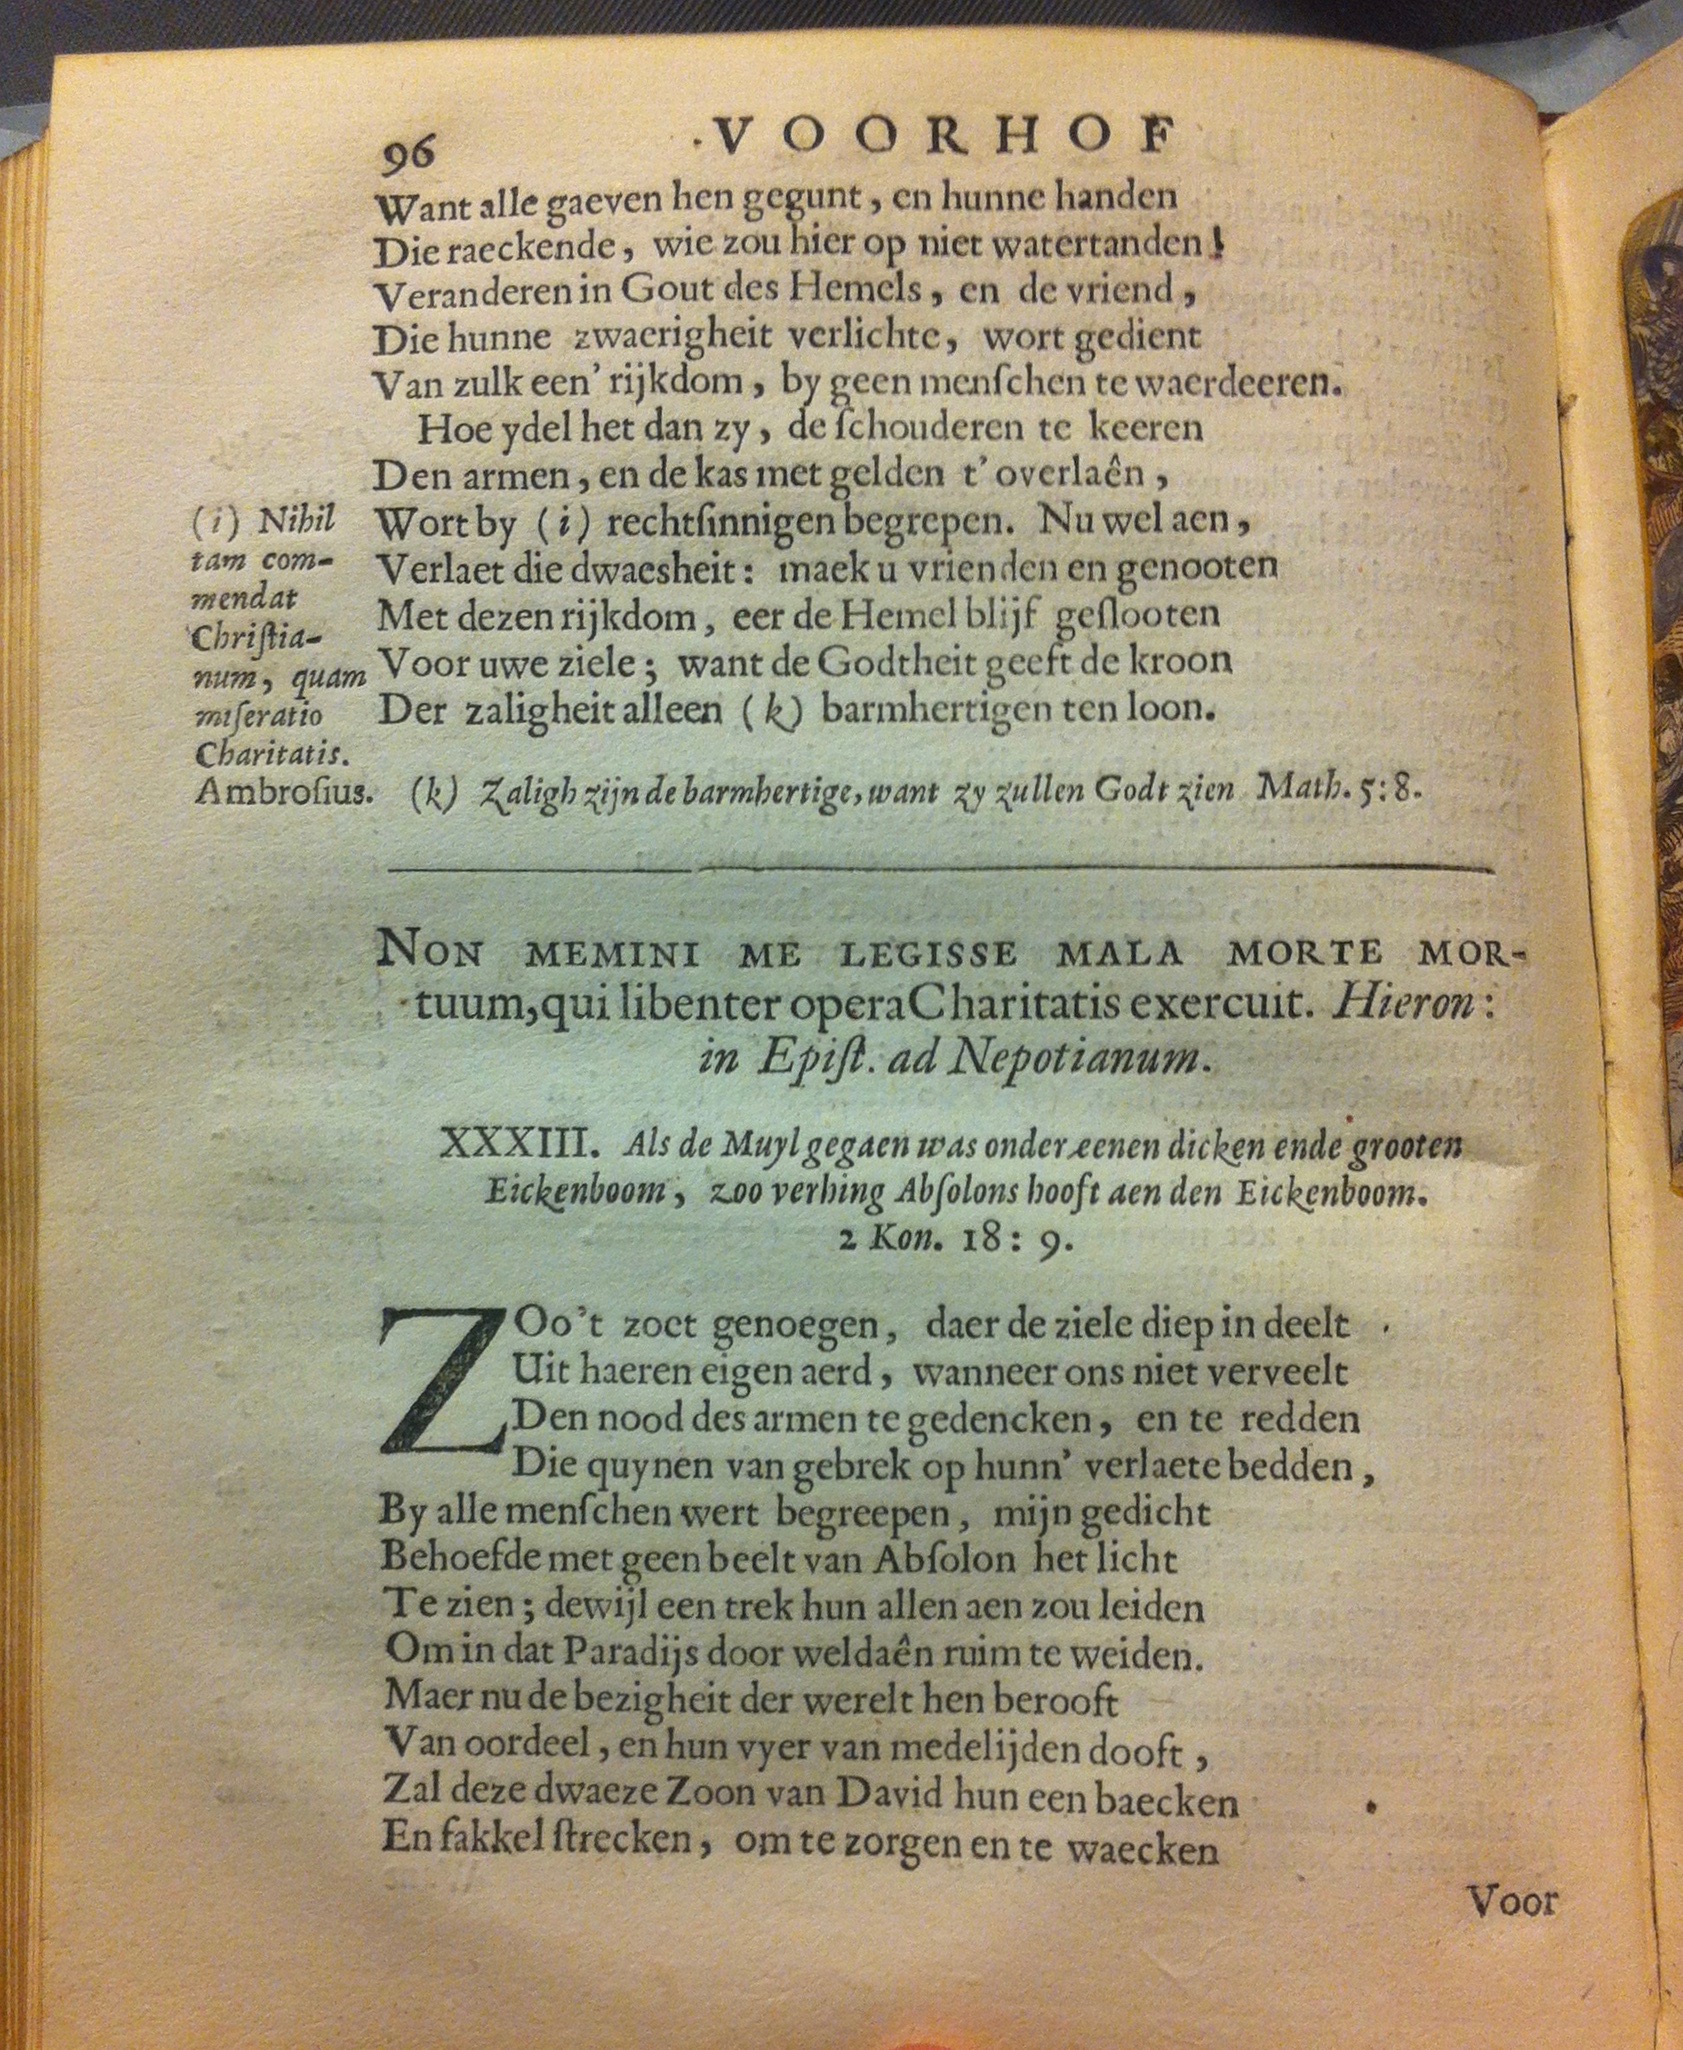 96
VOORHOF
Want alle gaeven hen gegunt, en hunne handen
Die raeckende, wie zou hier op niet watertanden!
Veranderen in Gout des Hemels, en de vriend,
Die hunne zwaerigheit verlichte, wort gedient
Van zulk een' rijkdom, by geen menſchen te waerdeeren.
Hoe ydel het dan zy, de ſchouderen te keeren
Den armen, en de kas met gelden t' overlaên,
Wort by (i) rechtſinnigen begrepen. Nu wel aen,
Verlaet die dwaesheit: maek u vrienden en genooten
Met dezen rijkdom, eer de Hemel blijf geſlooten
Voor uwe ziele; want de Godtheit geeft de kroon
Der zaligheit alleen (k) barmhertigen ten loon.
(i) Nihil
tam com-
mendat
Chriſtia-
num, quam
miſeratio
Charitatis.
Ambroſius.
(k) Zaligh zijn de barmhertige, want zy zullen Godt zien Math. 5:8.
NON MEMINI ME LEGISSE MALA MORTE MOR-
tuum, qui libenter opera Charitatis exercuit. Hieron:
in Epiſt. ad Nepotianum.
XXXIII. Als de Muyl gegaen was onder eenen dicken ende grooten
Eickenboom, zoo verhing Abſolons hooft aen den Eickenboom.
2 Kon. 18: 9.
ZOo't zoet genoegen, daer de ziele diep in deelt
Uit haeren eigen aerd, wanneer ons niet verveelt
Den nood des armen te gedencken, en te redden
Die quynen van gebrek op hunn' verlaete bedden,
By alle menſchen wert begreepen, mijn gedicht
Behoefde met geen beelt van Abſolon het licht
Te zien; dewijl een trek hun allen aen zou leiden
Om in dat Paradijs door weldaên ruim te weiden.
Maer nu de bezigheit der werelt hen berooft
Van oordeel, en hun vyer van medelijden dooft,
Zal deze dwaeze Zoon van David hun een baecken
En fakkel ſtrecken, om te zorgen en te waecken
Voor